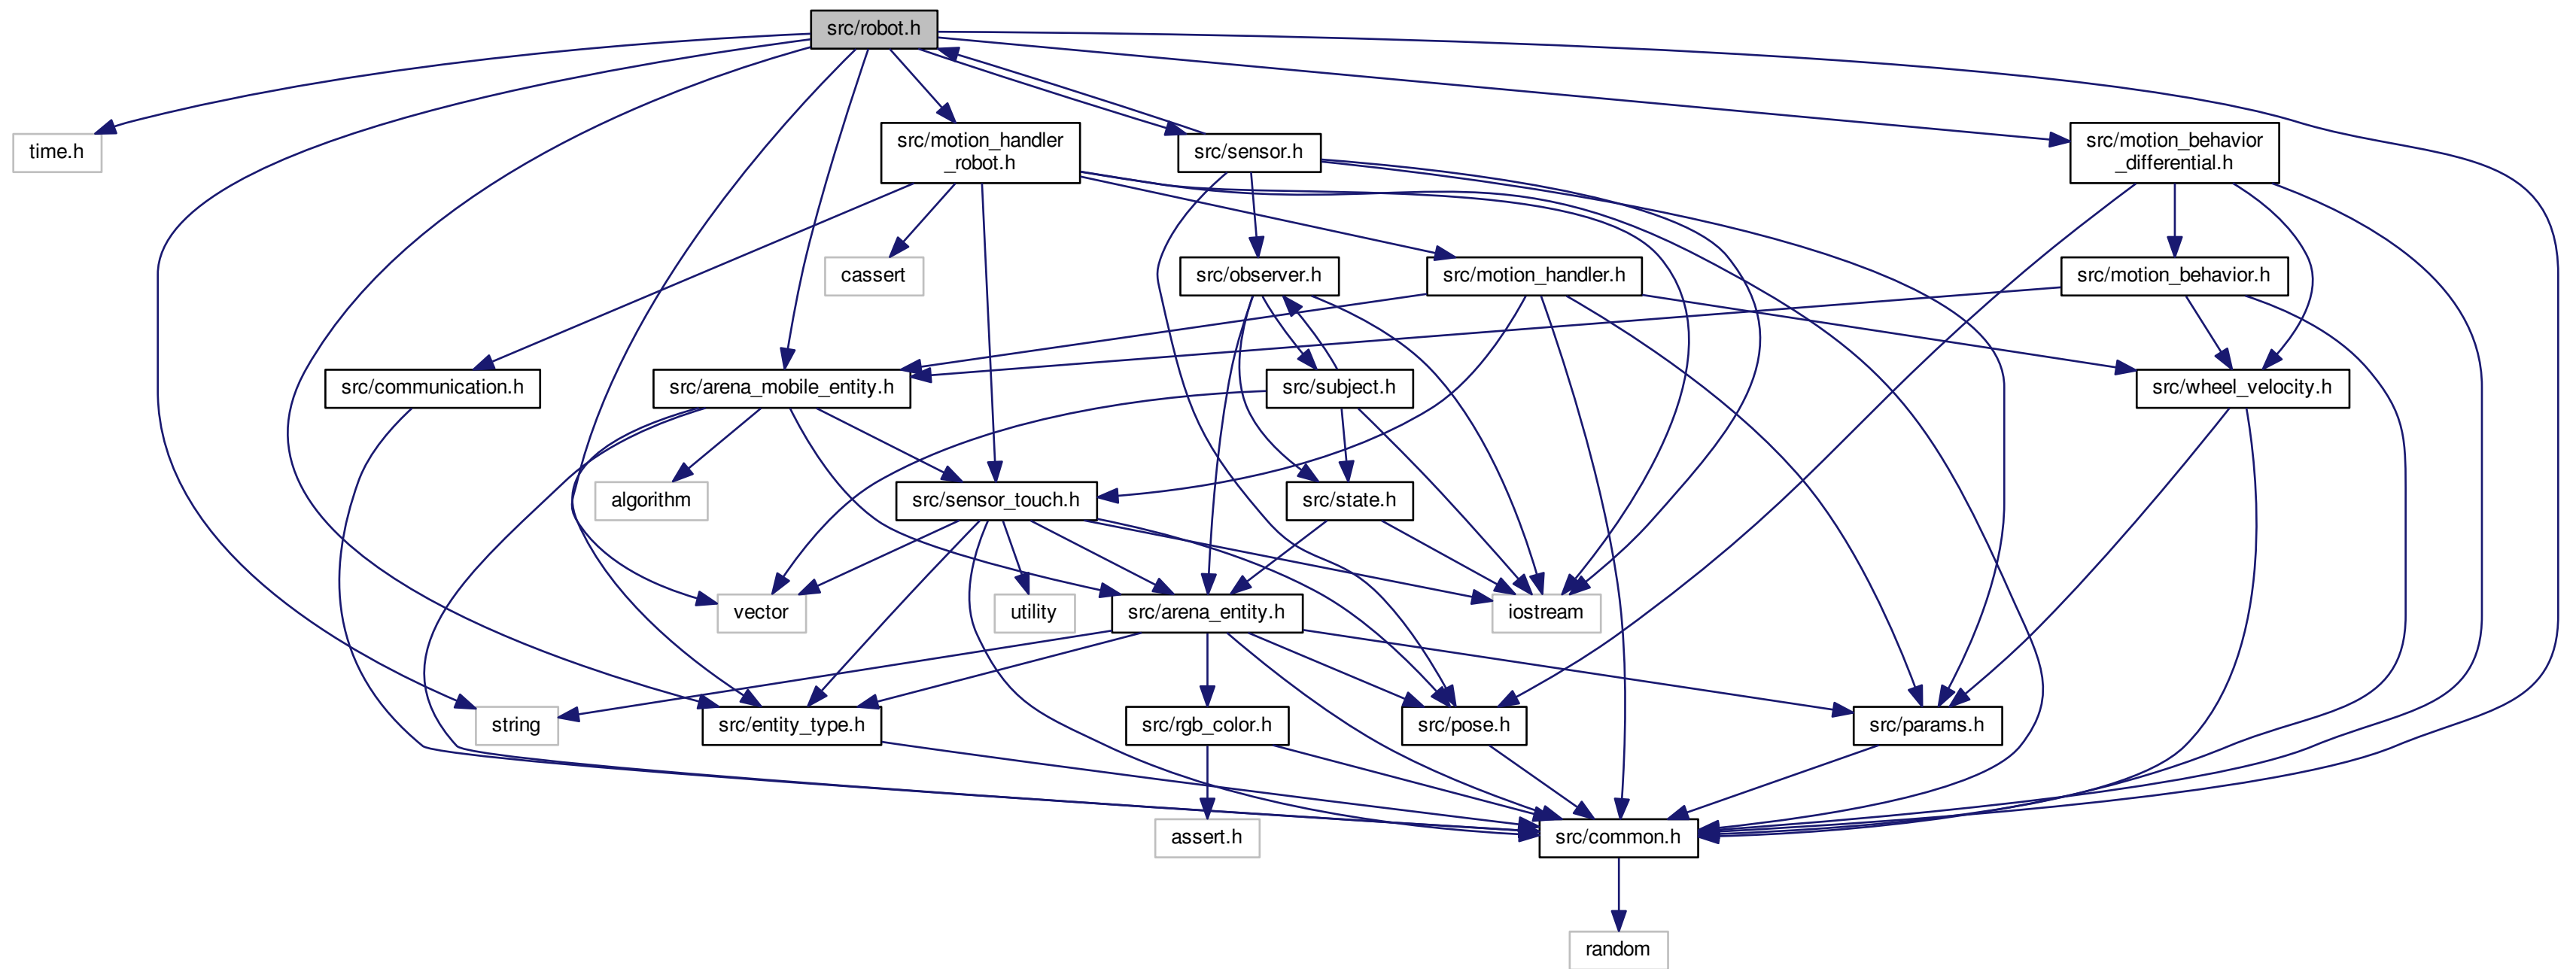 src/robot.h
time.h
src/motion_handler
_robot.h
src/sensor.h
src/motion_behavior
_differential.h
cassert
src/observer.h
src/motion_handler.h
src/motion_behavior.h
src/communication.h
src/arena_mobile_entity.h
src/subject.h
src/wheel_velocity.h
algorithm
src/sensor_touch.h
src/state.h
vector
utility
src/arena_entity.h
iostream
string
src/entity_type.h
src/rgb_color.h
src/pose.h
src/params.h
assert.h
src/common.h
random